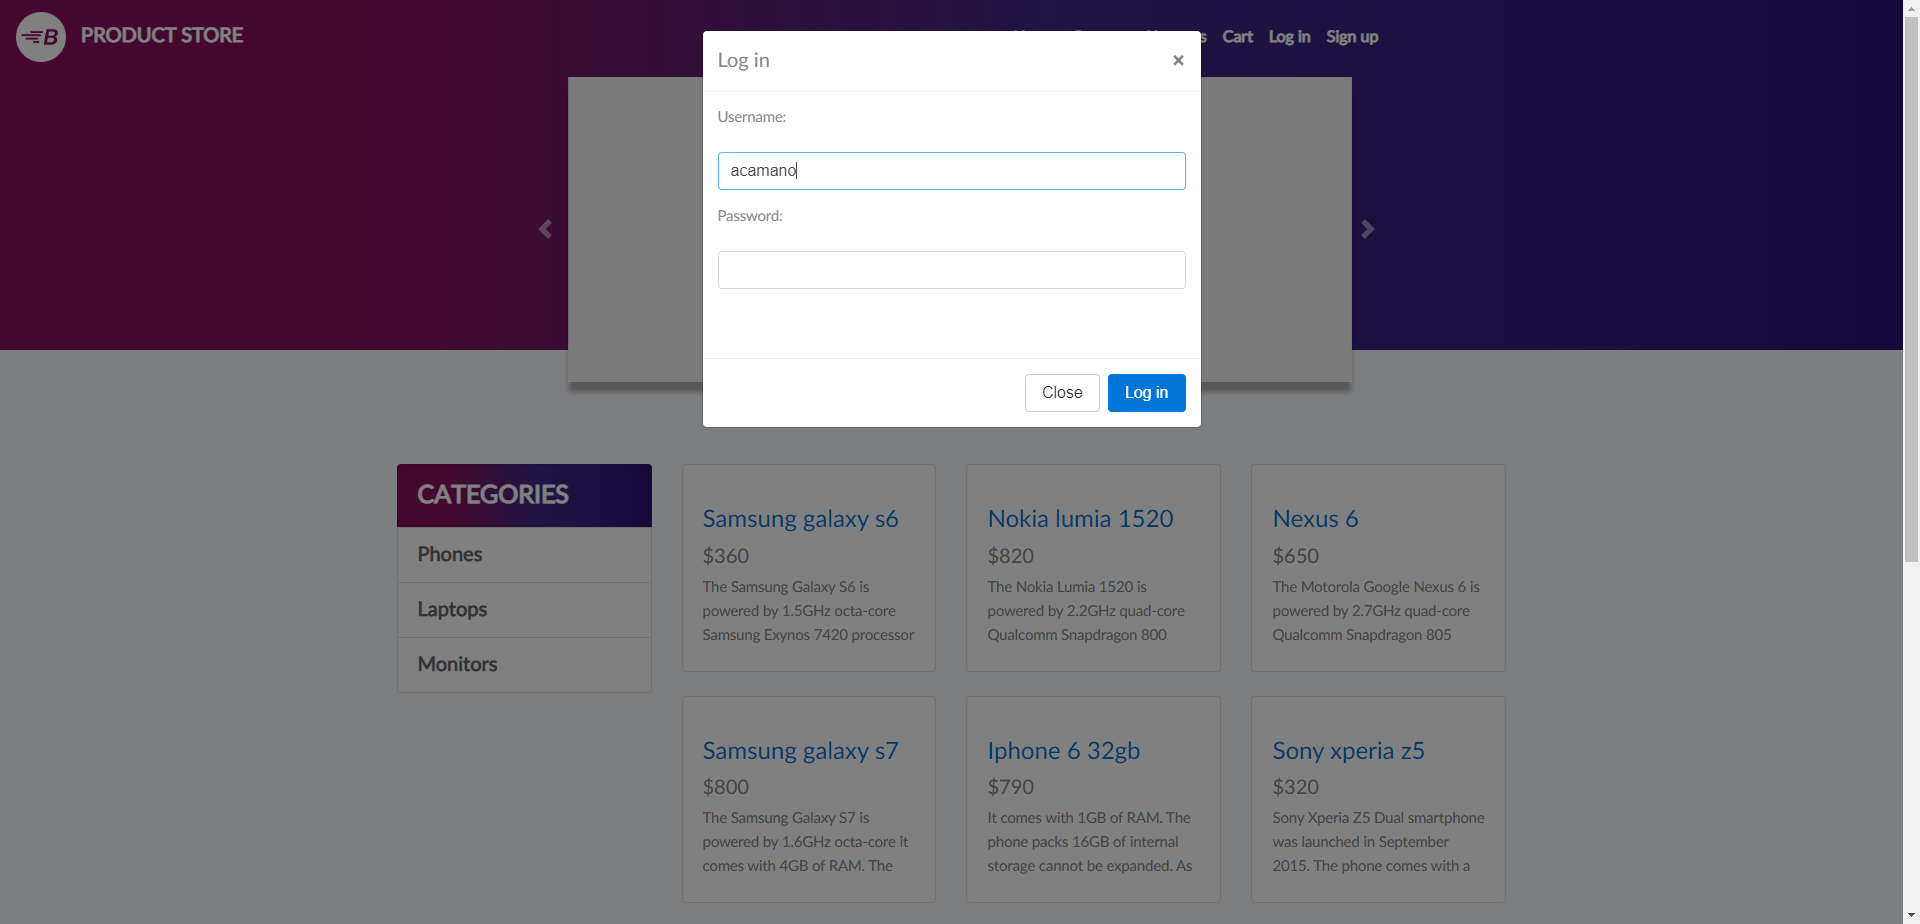 B PRODUCT STORE
Cart Log in Sign up
Log in ×
Username:
acamano
Password:
Close Log in
CATEGORIES
Phones
Laptops
Monitors
Samsung galaxy s6
$360
The Samsung Galaxy S6 is
powered by 1.5GHz octa-core
Samsung Exynos 7420 processor
Nokia lumia 1520
$820
The Nokia Lumia 1520 is
powered by 2.2GHz quad-core
Qualcomm Snapdragon 800
Nexus 6
$650
The Motorola Google Nexus 6 is
powered by 2.7GHz quad-core
Qualcomm Snapdragon 805
Samsung galaxy s7
$800
The Samsung Galaxy S7 is
powered by 1.6GHz octa-core it
comes with 4GB of RAM. The
Iphone 6 32gb
$790
It comes with 1GB of RAM. The
phone packs 16GB of internal
storage cannot be expanded. As
Sony xperia z5
$320
Sony Xperia Z5 Dual smartphone
was launched in September
2015. The phone comes with a